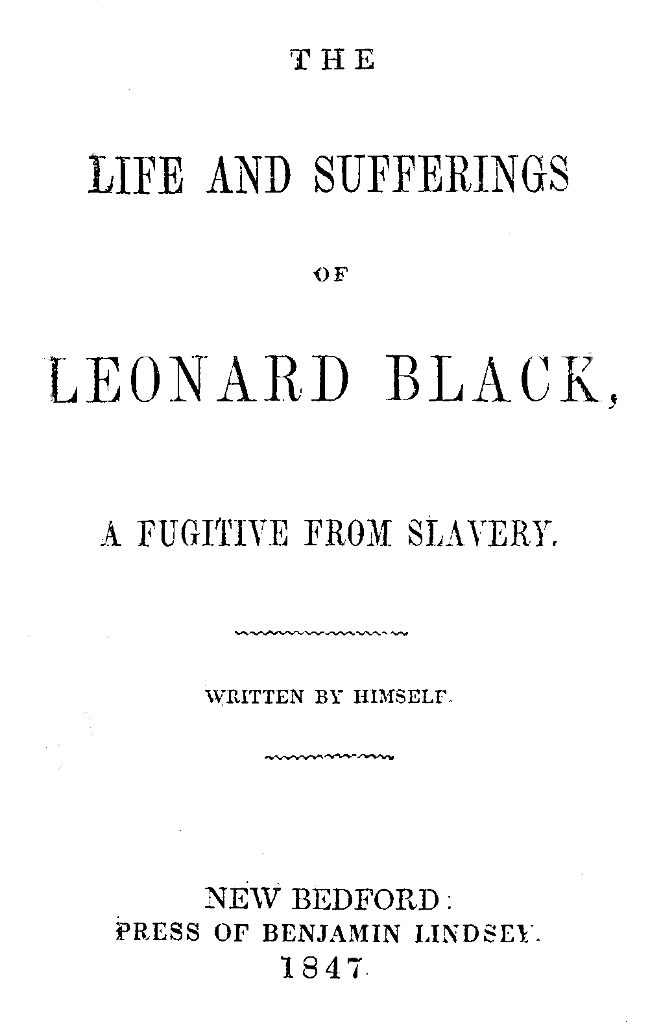 THE
LIFE AND SUFFERINGS
OF
LEONARD BLACK,
A FUGITIVE FROM SLAVERY.
WRITTEN BY HIMSELF.
NEW BEDFORD:
PRESS OF BENJAMIN LINDSEY.
1847.